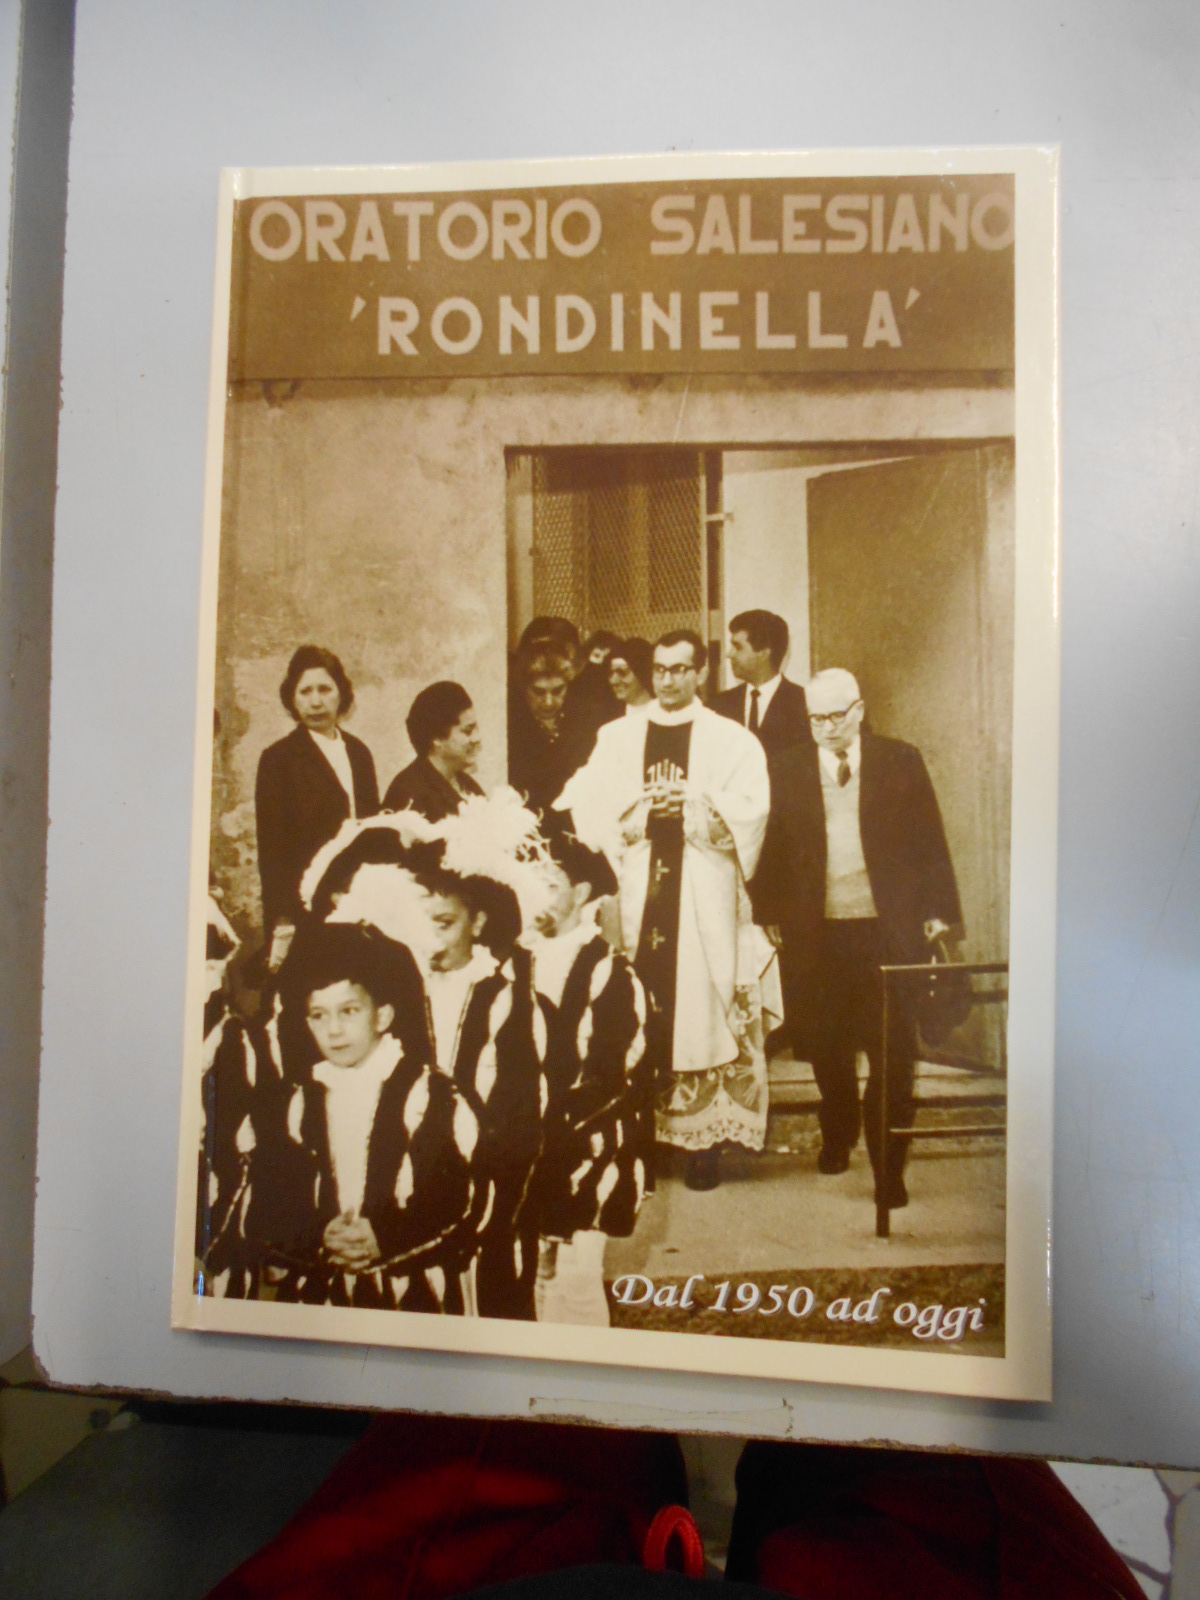 ORATORIO SALESIANO
'RONDINELLA'
Dal 1950 ad oggi